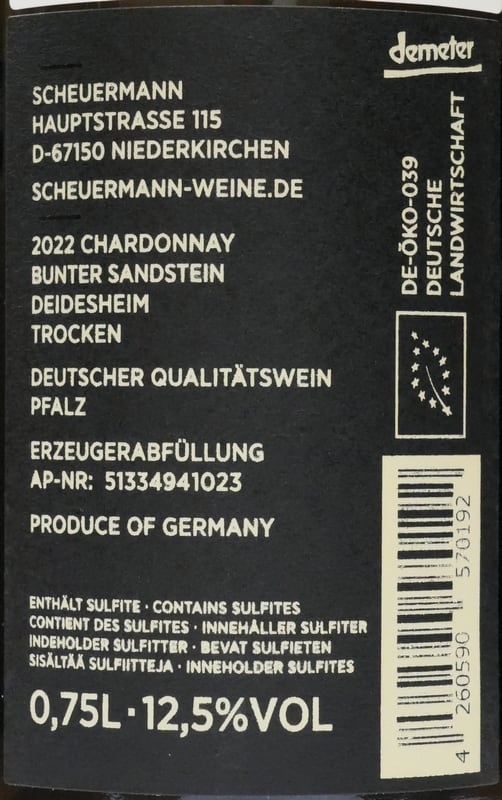 SCHEUERMANN
HAUPTSTRASSE 115
D-67150 NIEDERKIRCHEN
SCHEUERMANN-WEINE.DE
2022 CHARDONNAY
BUNTER SANDSTEIN
DEIDESHEIM
TROCKEN
DEUTSCHER QUALITÄTSWEIN
PFALZ
ERZEUGERABFÜLLUNG
AP-NR: 51334941023
PRODUCE OF GERMANY
ENTHÄLT SULFITE · CONTAINS SULFITES
CONTIENT DES SULFITES · INNEHÅLLER SULFITER
INDEHOLDER SULFITTER · BEVAT SULFIETEN
SISÄLTÄÄ SULFIITTEJA · INNEHOLDER SULFITES
0,75L · 12,5%VOL
demeter
DE-ÖKO-039
DEUTSCHE
LANDWIRTSCHAFT
4 260590 570192